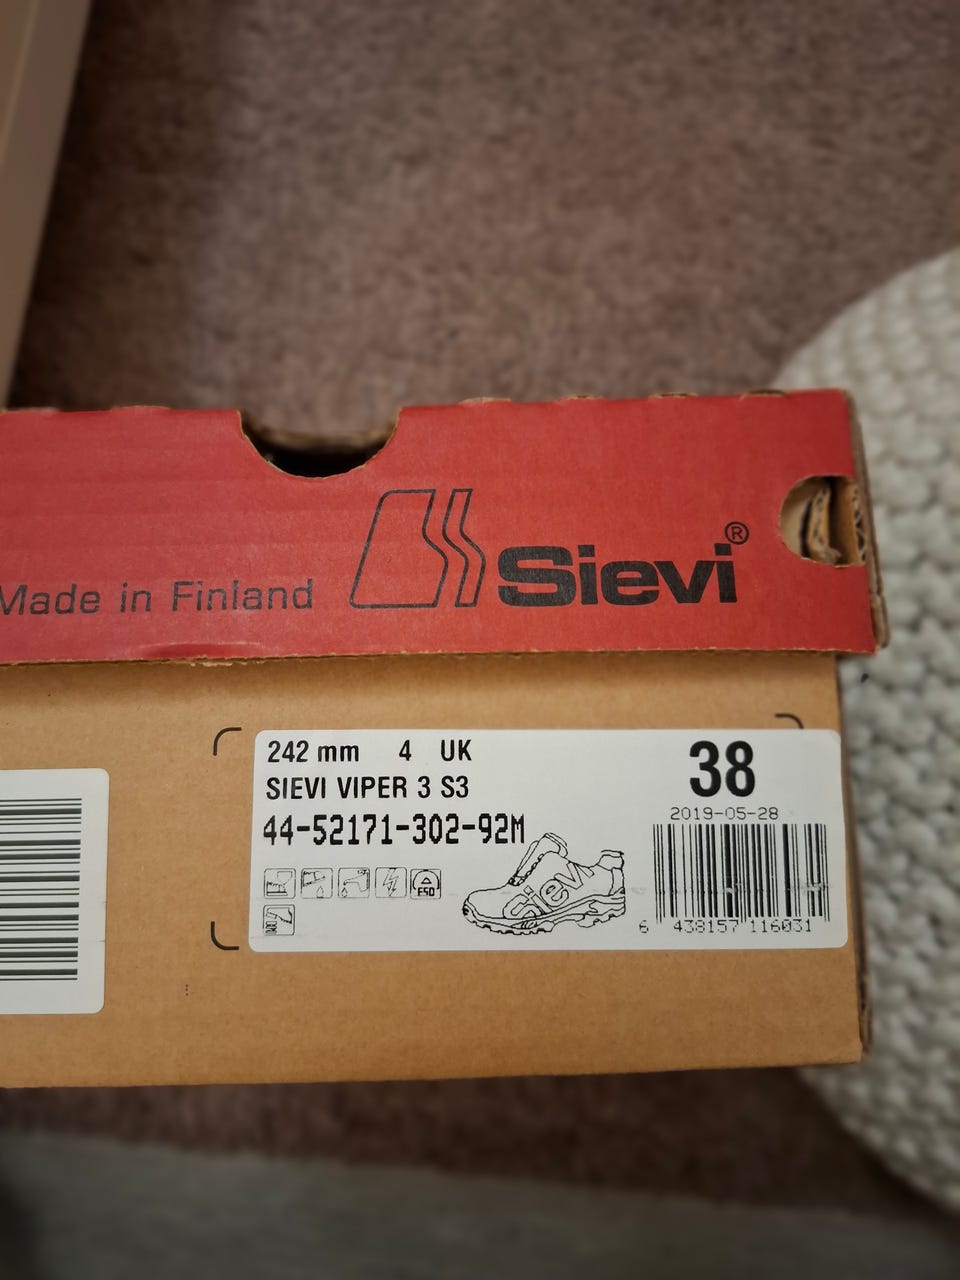 Made in Finland
Sievi®
242 mm 4 UK
38
SIEVI VIPER 3 S3
2019-05-28
44-52171-302-92M
ESD
Sievi
6 438157 116031